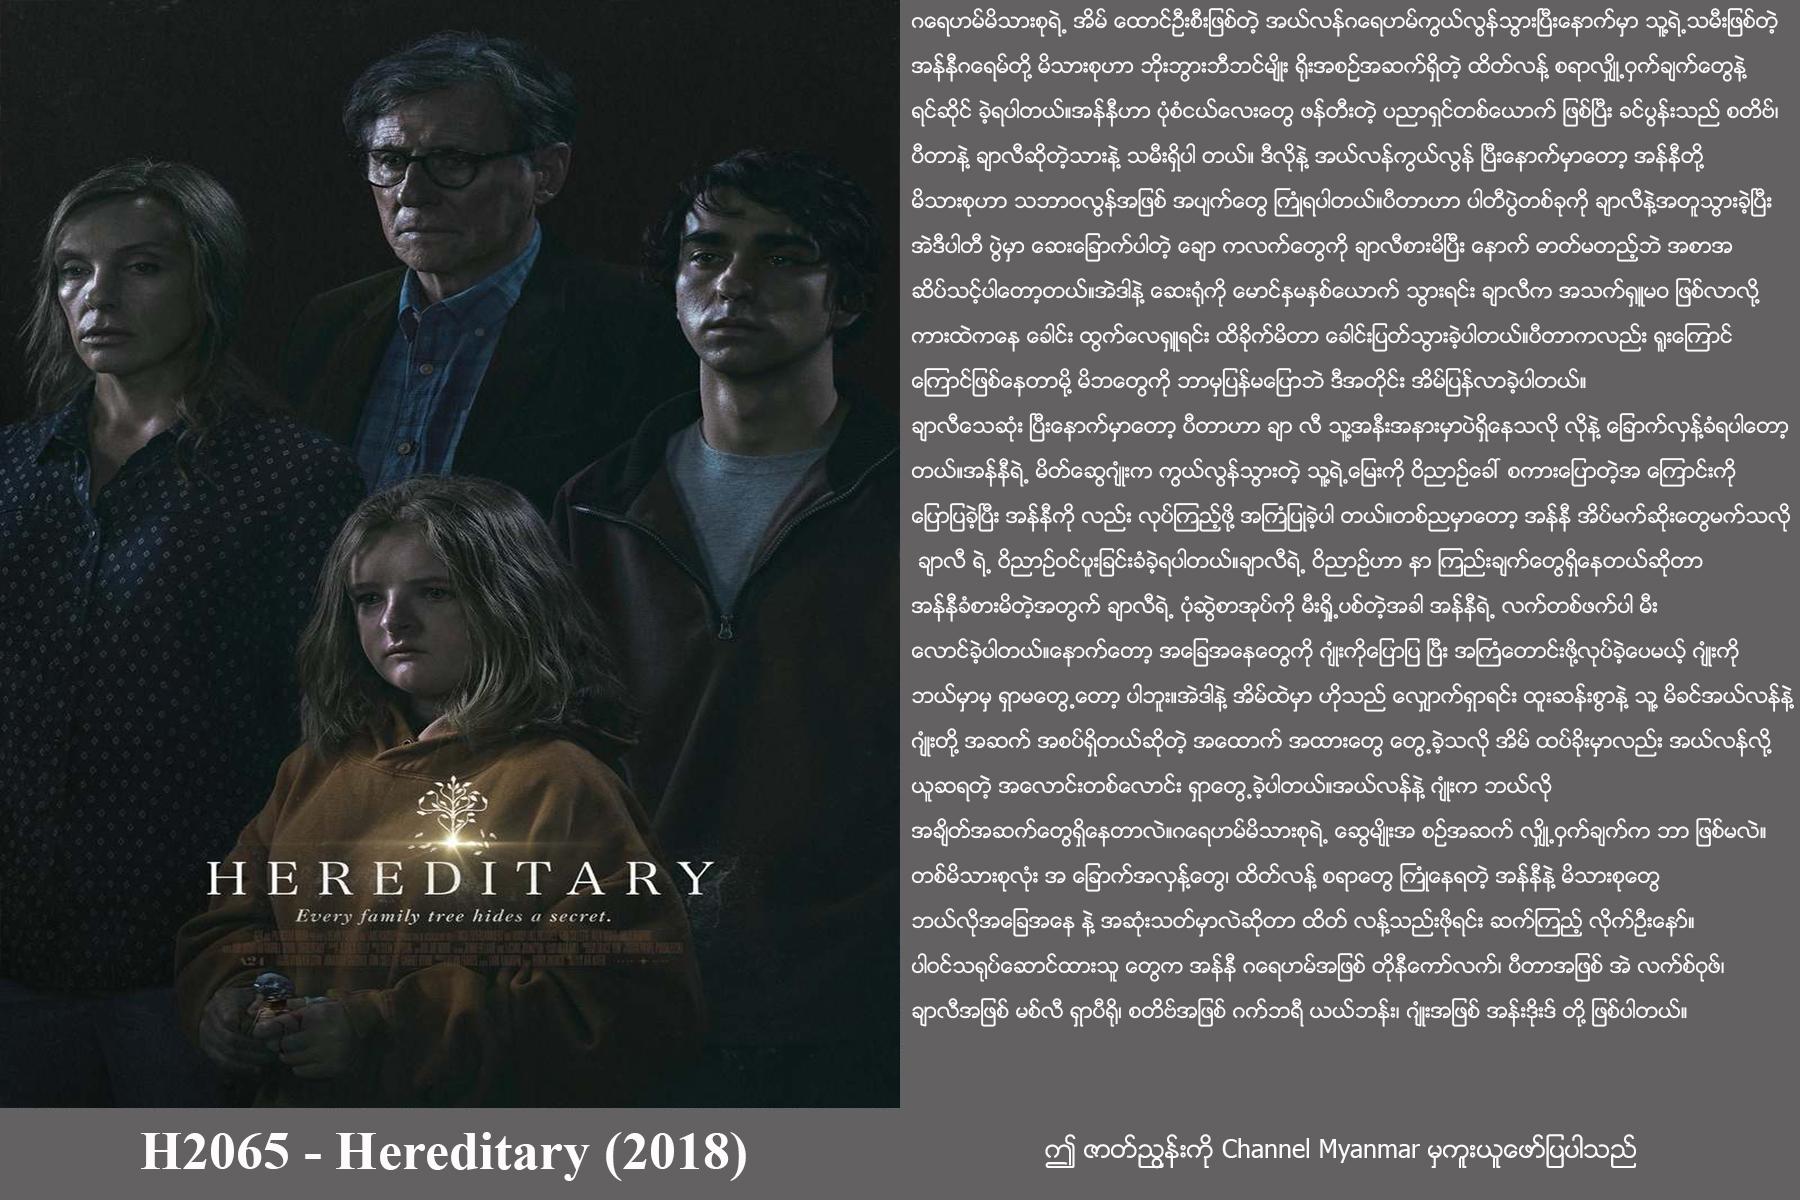 ဂရေဟမ်မိသားစုရဲ့ အိမ် ထောင်ဦးစီးဖြစ်တဲ့ အယ်လန်ဂရေဟမ်ကွယ်လွန်သွားပြီးနောက်မှာ သူ့ရဲ့သမီးဖြစ်တဲ့
အန်နီဂရေမ်တို့ မိသားစုဟာ ဘိုးဘွားဘီဘင်မျိုး ရိုးအစဉ်အဆက်ရှိတဲ့ ထိတ်လန့် စရာလျှို့ဝှက်ချက်တွေနဲ့
ရင်ဆိုင် ခဲ့ရပါတယ်။အန်နီဟာ ပုံစံငယ်လေးတွေ ဖန်တီးတဲ့ ပညာရှင်တစ်ယောက် ဖြစ်ပြီး ခင်ပွန်းသည် စတိဗ်၊
ပီတာနဲ့ ချာလီဆိုတဲ့သားနဲ့ သမီးရှိပါ တယ်။ ဒီလိုနဲ့ အယ်လန်ကွယ်လွန် ပြီးနောက်မှာတော့ အန်နီတို့
မိသားစုဟာ သဘာဝလွန်အဖြစ် အပျက်တွေ ကြုံရပါတယ်။ပီတာဟာ ပါတီပွဲတစ်ခုကို ချာလီနဲ့အတူသွားခဲ့ပြီး
အဲဒီပါတီ ပွဲမှာ ဆေးခြောက်ပါတဲ့ ချော ကလက်တွေကို ချာလီစားမိပြီး နောက် ဓာတ်မတည့်ဘဲ အစာအ
ဆိပ်သင့်ပါတော့တယ်။အဲဒါနဲ့ ဆေးရုံကို မောင်နှမနှစ်ယောက် သွားရင်း ချာလီက အသက်ရှူမဝ ဖြစ်လာလို့
ကားထဲကနေ ခေါင်း ထွက်လေရှူရင်း ထိခိုက်မိတာ ခေါင်းပြတ်သွားခဲ့ပါတယ်။ပီတာကလည်း ရူးကြောင်
ကြောင်ဖြစ်နေတာမို့ မိဘတွေကို ဘာမှပြန်မပြောဘဲ ဒီအတိုင်း အိမ်ပြန်လာခဲ့ပါတယ်။
ချာလီသေဆုံး ပြီးနောက်မှာတော့ ပီတာဟာ ချာ လီ သူ့အနီးအနားမှာပဲရှိနေသလို လိုနဲ့ ခြောက်လှန့်ခံရပါတော့
တယ်။အန်နီရဲ့ မိတ်ဆွေဂျုံးက ကွယ်လွန်သွားတဲ့ သူ့ရဲ့မြေးကို ဝိညာဉ်ခေါ် စကားပြောတဲ့အ ကြောင်းကို
ပြောပြခဲ့ပြီး အန်နီကို လည်း လုပ်ကြည့်ဖို့ အကြံပြုခဲ့ပါ တယ်။တစ်ညမှာတော့ အန်နီ အိပ်မက်ဆိုးတွေမက်သလို
ချာလီ ရဲ့ ဝိညာဉ်ဝင်ပူးခြင်းခံခဲ့ရပါတယ်။ချာလီရဲ့ ဝိညာဉ်ဟာ နာ ကြည်းချက်တွေရှိနေတယ်ဆိုတာ
အန်နီခံစားမိတဲ့အတွက် ချာလီရဲ့ ပုံဆွဲစာအုပ်ကို မီးရှို့ပစ်တဲ့အခါ အန်နီရဲ့ လက်တစ်ဖက်ပါ မီး
လောင်ခဲ့ပါတယ်။နောက်တော့ အခြေအနေတွေကို ဂျုံးကိုပြောပြ ပြီး အကြံတောင်းဖို့လုပ်ခဲ့ပေမယ့် ဂျုံးကို
ဘယ်မှာမှ ရှာမတွေ့တော့ ပါဘူး။အဲဒါနဲ့ အိမ်ထဲမှာ ဟိုသည် လျှောက်ရှာရင်း ထူးဆန်းစွာနဲ့ သူ့ မိခင်အယ်လန်နဲ့
ဂျုံးတို့ အဆက် အစပ်ရှိတယ်ဆိုတဲ့ အထောက် အထားတွေ တွေ့ခဲ့သလို အိမ် ထပ်ခိုးမှာလည်း အယ်လန်လို့
ယူဆရတဲ့ အလောင်းတစ်လောင်း ရှာတွေ့ခဲ့ပါတယ်။အယ်လန်နဲ့ ဂျုံးက ဘယ်လို
အချိတ်အဆက်တွေရှိနေတာလဲ။ဂရေဟမ်မိသားစုရဲ့ ဆွေမျိုးအ စဉ်အဆက် လျှို့ဝှက်ချက်က ဘာ ဖြစ်မလဲ။
တစ်မိသားစုလုံး အ ခြောက်အလှန့်တွေ၊ ထိတ်လန့် စရာတွေ ကြုံနေရတဲ့ အန်နီနဲ့ မိသားစုတွေ
ဘယ်လိုအခြေအနေ နဲ့ အဆုံးသတ်မှာလဲဆိုတာ ထိတ် လန့်သည်းဖိုရင်း ဆက်ကြည့် လိုက်ဦးနော်။
ပါဝင်သရုပ်ဆောင်ထားသူ တွေက အန်နီ ဂရေဟမ်အဖြစ် တိုနီကော်လက်၊ ပီတာအဖြစ် အဲ လက်စ်ဝုဖ်၊
ချာလီအဖြစ် မစ်လီ ရှာပီရို၊ စတိဗ်အဖြစ် ဂက်ဘရီ ယယ်ဘန်း၊ ဂျုံးအဖြစ် အန်းဒိုးဒ် တို့ ဖြစ်ပါတယ်။
HEREDITARY
Every family tree hides a secret.
A24
H2065 - Hereditary (2018)
ဤ ဇာတ်ညွှန်းကို Channel Myanmar မှကူးယူဖော်ပြပါသည်